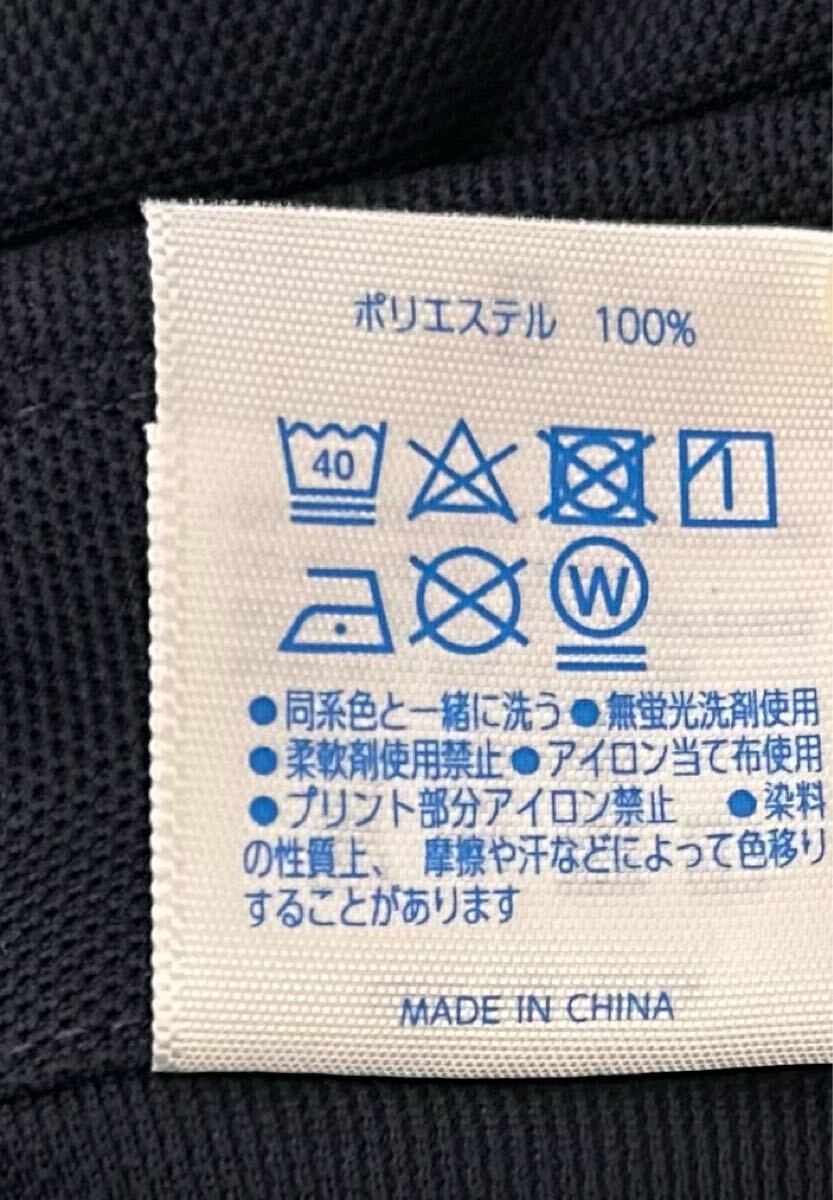 ポリエステル 100%
40
W
●同系色と一緒に洗う●無蛍光洗剤使用
●柔軟剤使用禁止●アイロン当て布使用
●プリント部分アイロン禁止 ●染料
の性質上、 摩擦や汗などによって色移り
することがあります
MADE IN CHINA